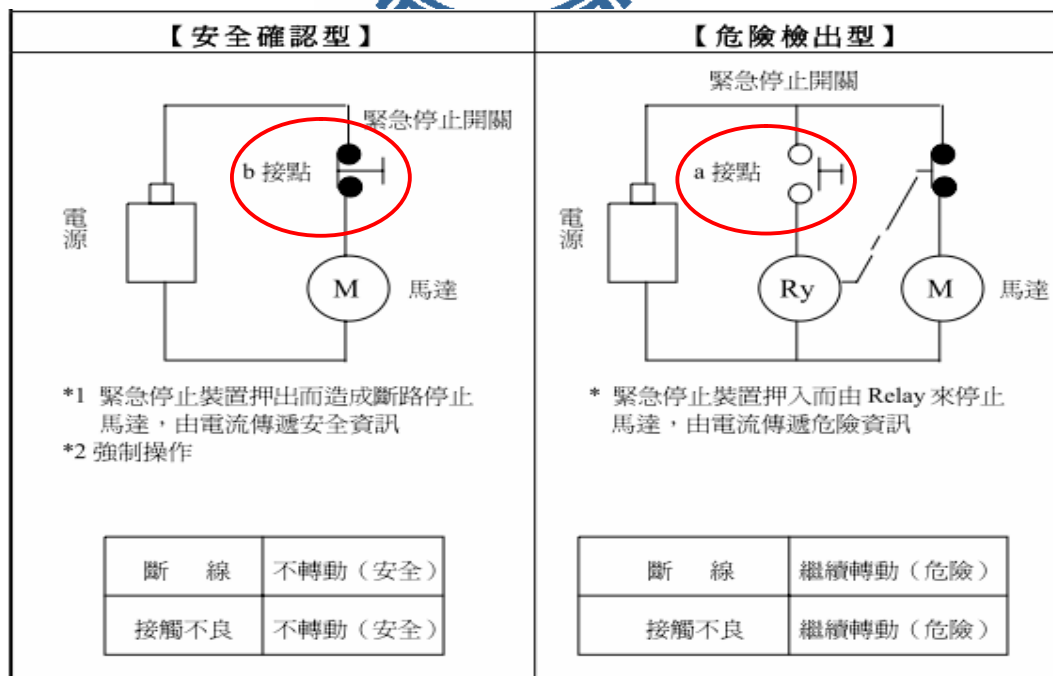 【安全確認型】
緊急停止開關
b 接點
電源
M
馬達
*1 緊急停止裝置押出而造成斷路停止
馬達，由電流傳遞安全資訊
*2 強制操作
斷 線 不轉動（安全）
接觸不良 不轉動（安全）
【危險檢出型】
緊急停止開關
a 接點
電源
Ry
M
馬達
* 緊急停止裝置押入而由 Relay 來停止
馬達，由電流傳遞危險資訊
斷 線 繼續轉動（危險）
接觸不良 繼續轉動（危險）